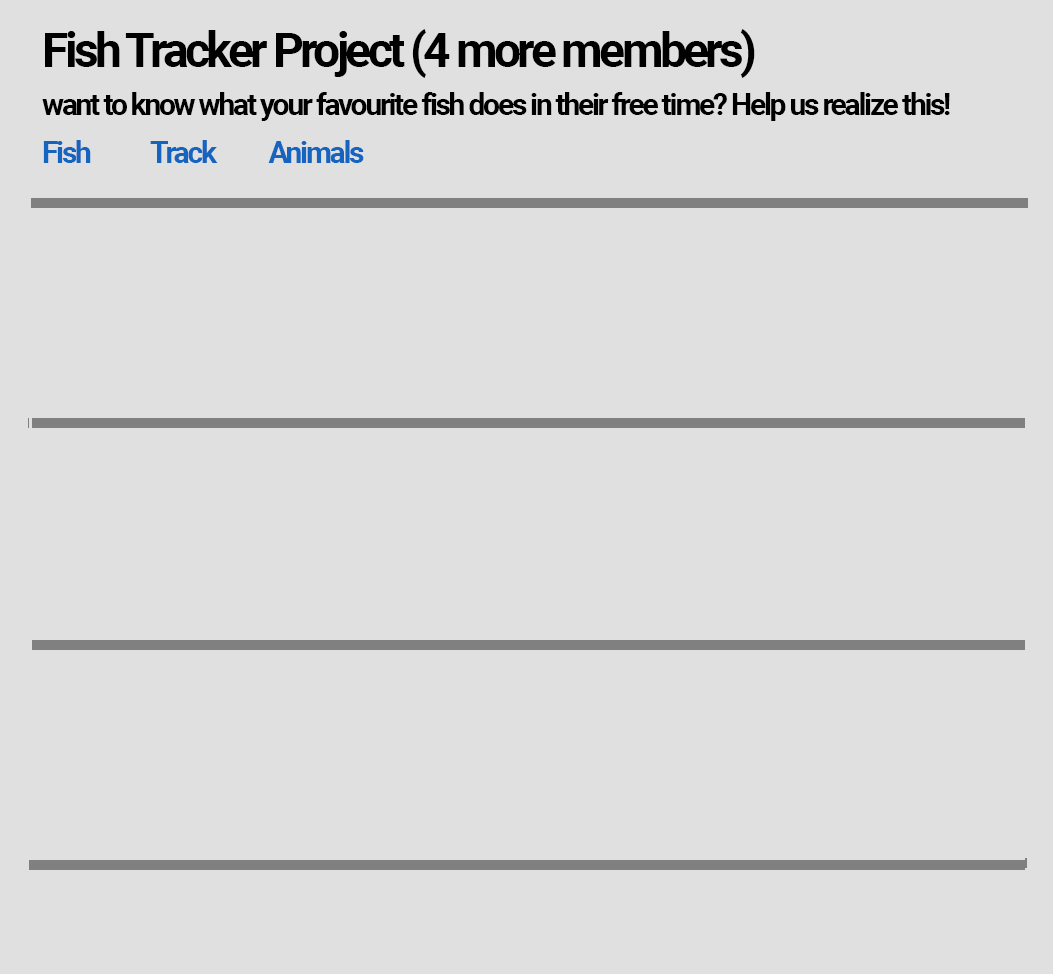 Fish Tracker Project (4 more members)
want to know what your favourite fish does in their free time? Help us realize this!
Fish Track Animals